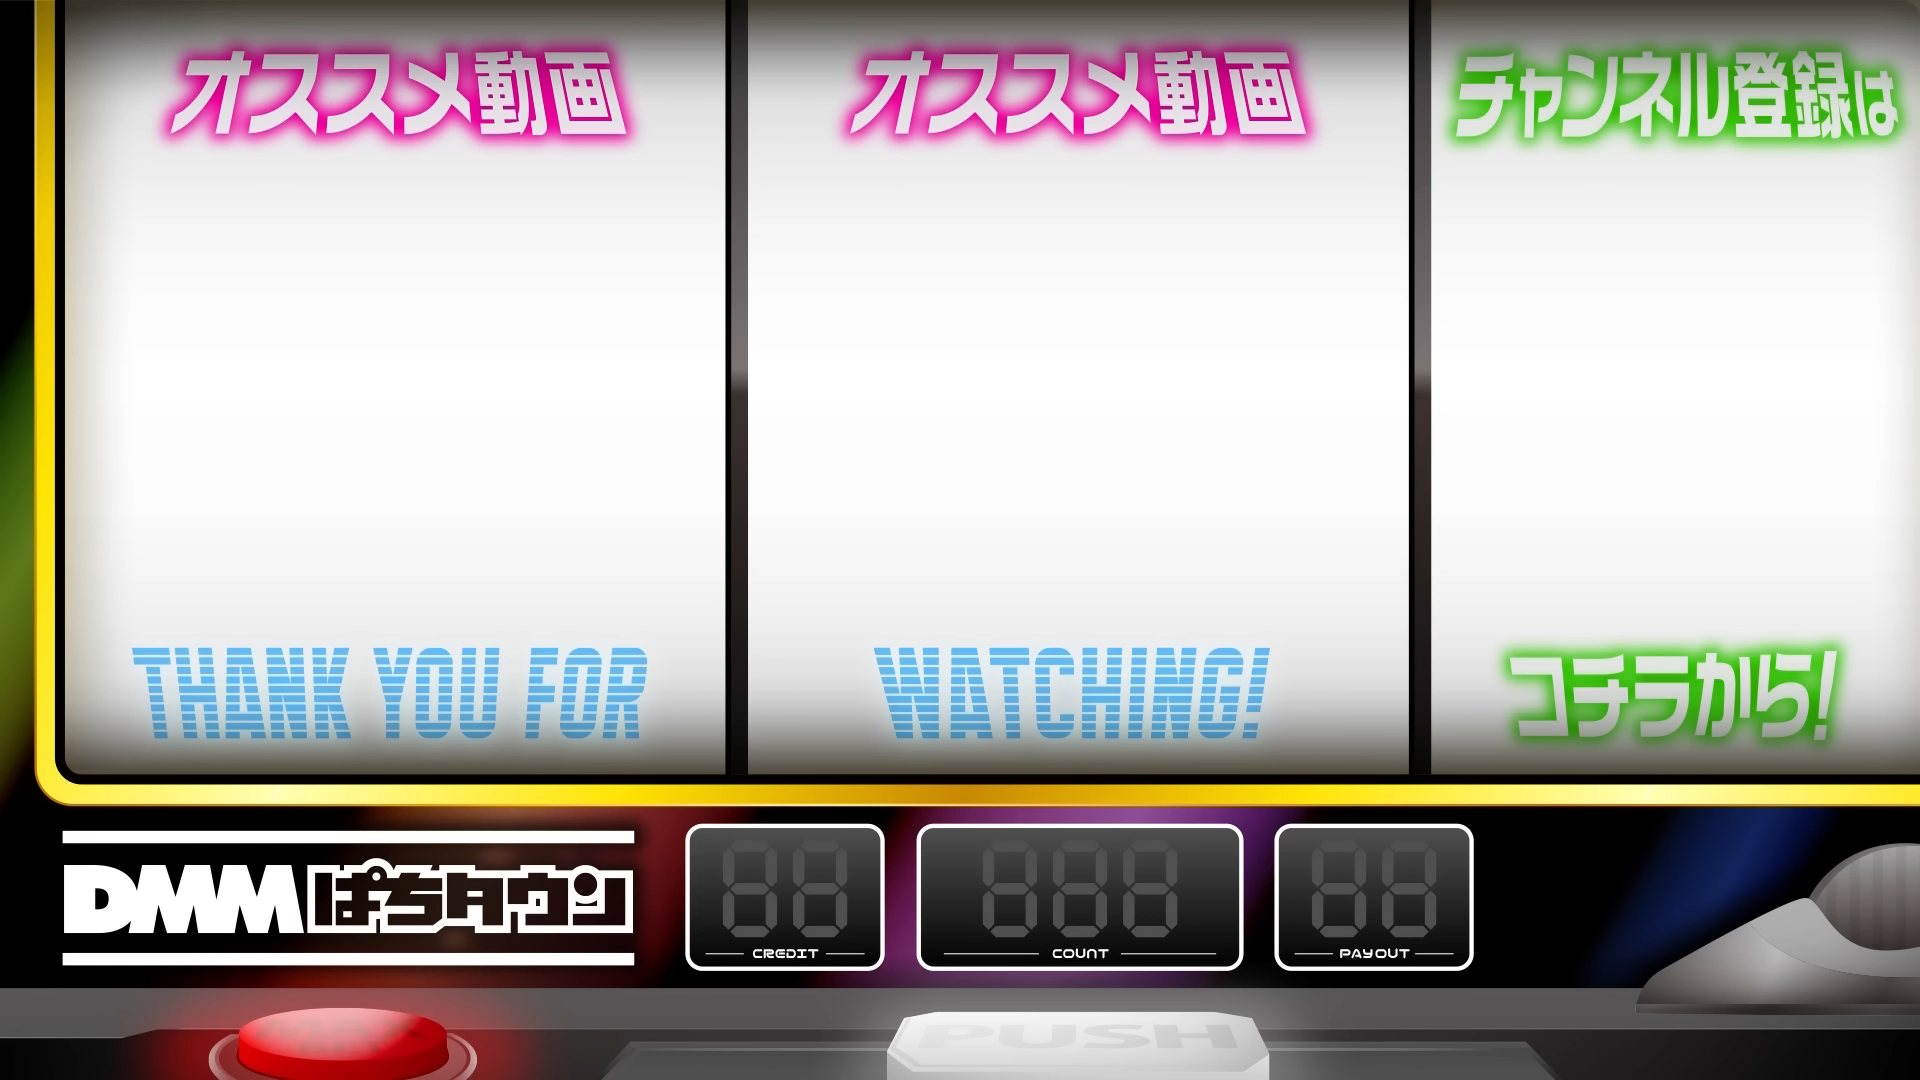 オススメ動画
オススメ動画
チャンネル登録は
THANK YOU FOR
WATCHING!
コチラから!
DMMぱちタウン
CREDIT
COUNT
PAYOUT
PUSH